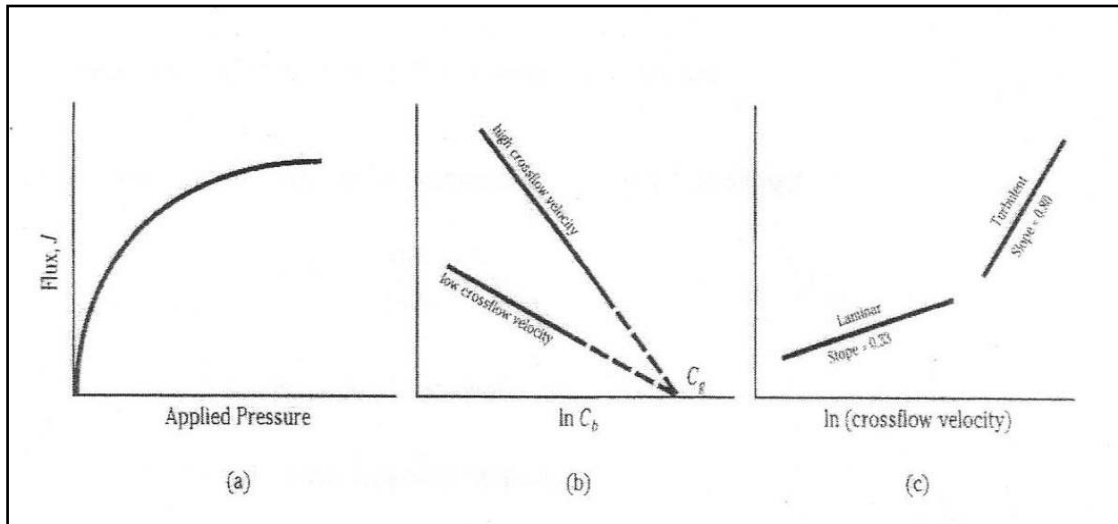 Flux, J
Applied Pressure
(a)
high crossflow velocity
low crossflow velocity
C_g
ln C_b
(b)
Laminar
Slope = 0.33
Turbulent
Slope = 0.80
ln (crossflow velocity)
(c)